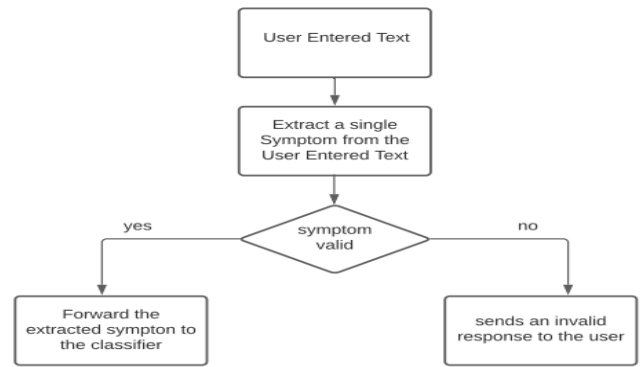 User Entered Text
Extract a single
Symptom from the
User Entered Text
symptom
valid
yes
no
Forward the
extracted sympton to
the classifier
sends an invalid
response to the user